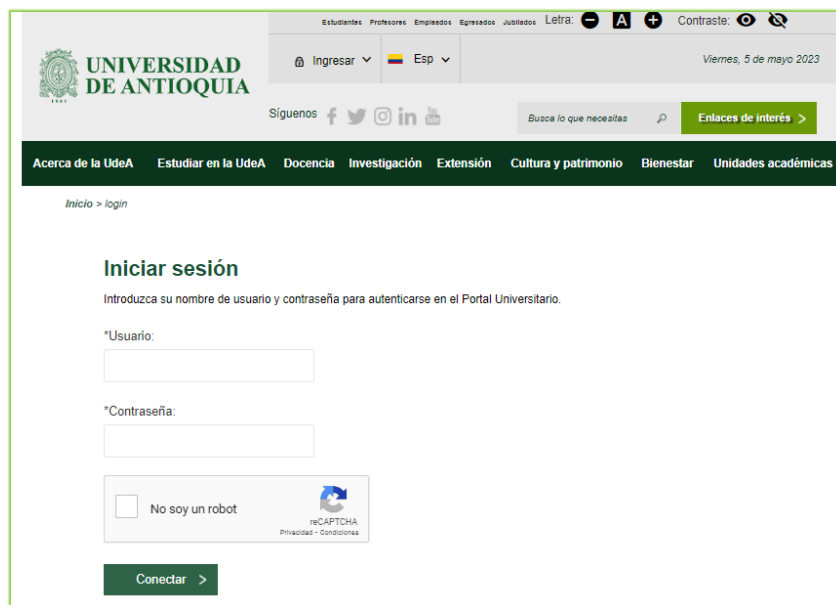 Estudiantes Profesores Empleados Egresados Jubilados Letra: A Contraste:
UNIVERSIDAD
DE ANTIOQUIA
1803
Ingresar Esp Viernes, 5 de mayo 2023
Síguenos Busca lo que necesitas Enlaces de interés >
Acerca de la UdeA Estudiar en la UdeA Docencia Investigación Extensión Cultura y patrimonio Bienestar Unidades académicas
Inicio > login
Iniciar sesión
Introduzca su nombre de usuario y contraseña para autenticarse en el Portal Universitario.
*Usuario:
*Contraseña:
No soy un robot
reCAPTCHA
Privacidad - Condiciones
Conectar >